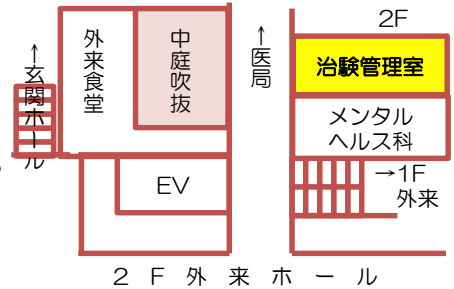 2F
↑玄関ホール
外来食堂
中庭吹抜
↑医局
治験管理室
メンタル
ヘルス科
EV
→1F
外来
2F外来ホール